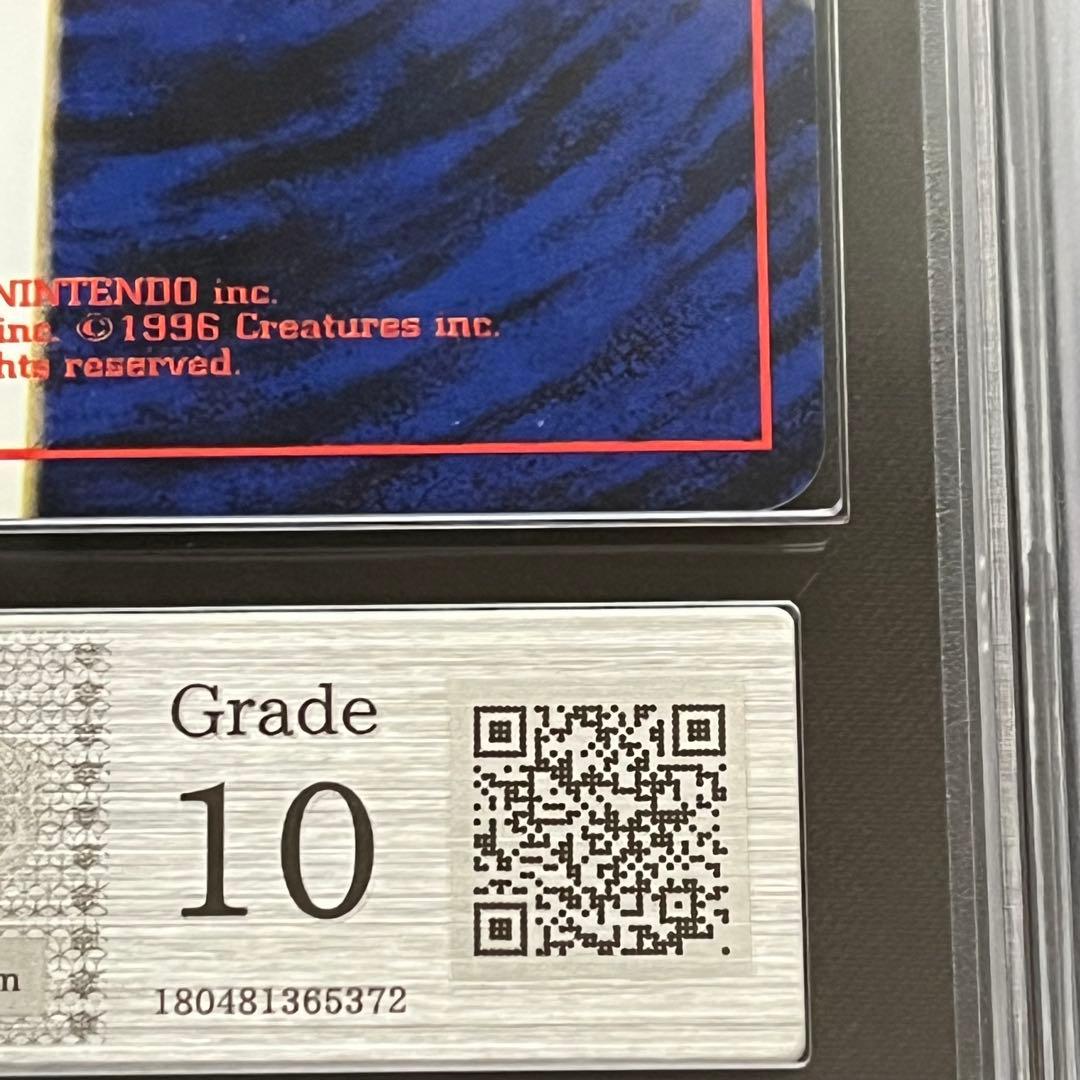 NINTENDO inc.
inc. ©1996 Creatures inc.
hts reserved.
Grade
10
n
180481365372